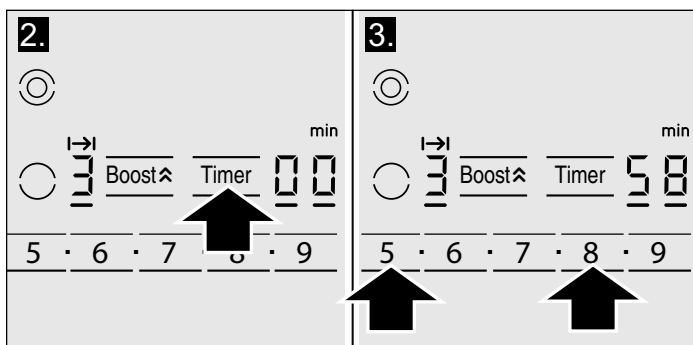 2.
min
3 Boost Timer 00
5 · 6 · 7 · 8 · 9
3.
min
3 Boost Timer 58
5 · 6 · 7 · 8 · 9